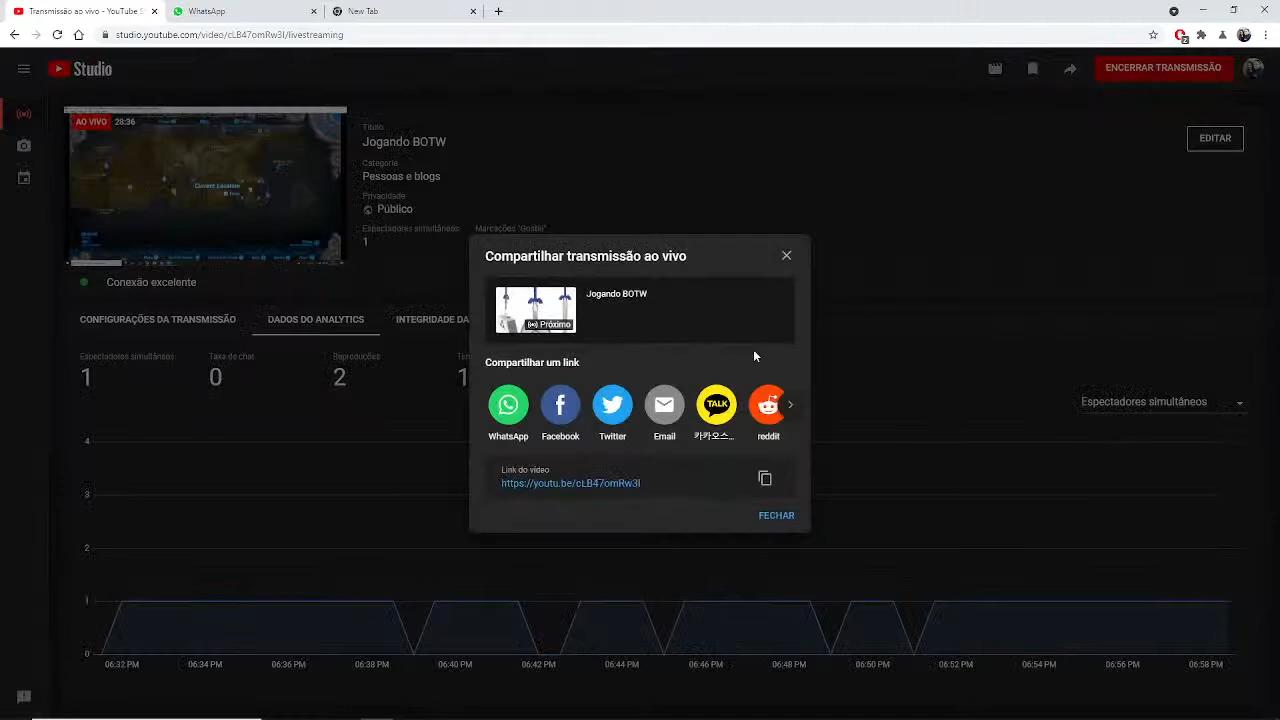 Transmissão ao vivo - YouTube S
WhatsApp
New Tab
studio.youtube.com/video/cLB47omRw3I/livestreaming
Studio
ENCERRAR TRANSMISSÃO
AO VIVO 28:36
Current Location
Título
Jogando BOTW
Categoria
Pessoas e blogs
Privacidade
Público
Espectadores simultâneos
Marcações "Gostei"
1
EDITAR
Conexão excelente
CONFIGURAÇÕES DA TRANSMISSÃO
DADOS DO ANALYTICS
INTEGRIDADE DA
Espectadores simultâneos
Taxa de chat
Reproduções
1
0
2
1
Espectadores simultâneos
Compartilhar transmissão ao vivo
Jogando BOTW
Próximo
Compartilhar um link
TALK
WhatsApp
Facebook
Twitter
Email
카카오스...
reddit
Link do vídeo
https://youtu.be/cLB47omRw3I
FECHAR
4
3
2
1
0
06:32 PM
06:34 PM
06:36 PM
06:38 PM
06:40 PM
06:42 PM
06:44 PM
06:46 PM
06:48 PM
06:50 PM
06:52 PM
06:54 PM
06:56 PM
06:58 PM